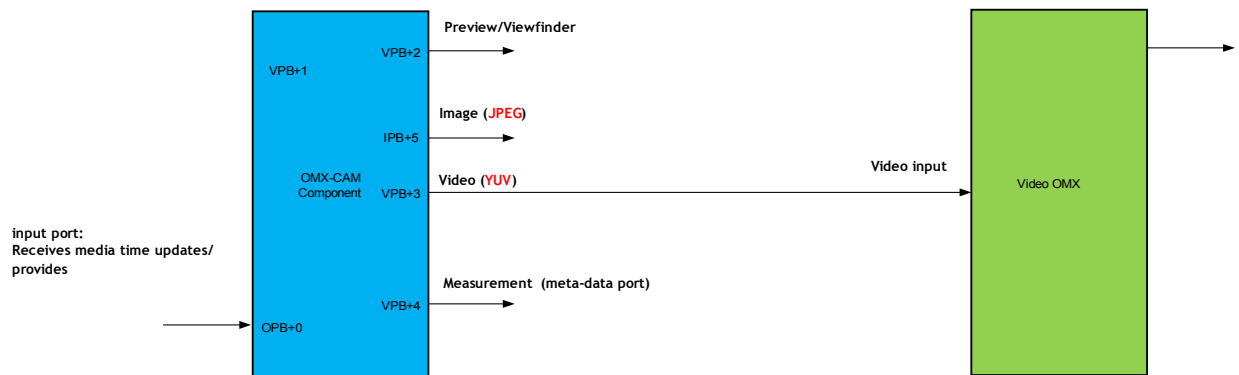 Preview/Viewfinder
VPB+2
VPB+1
Image (JPEG)
IPB+5
OMX-CAM
Component
VPB+3
Video (YUV)
Video input
Video OMX
input port:
Receives media time updates/
provides
Measurement (meta-data port)
VPB+4
OPB+0